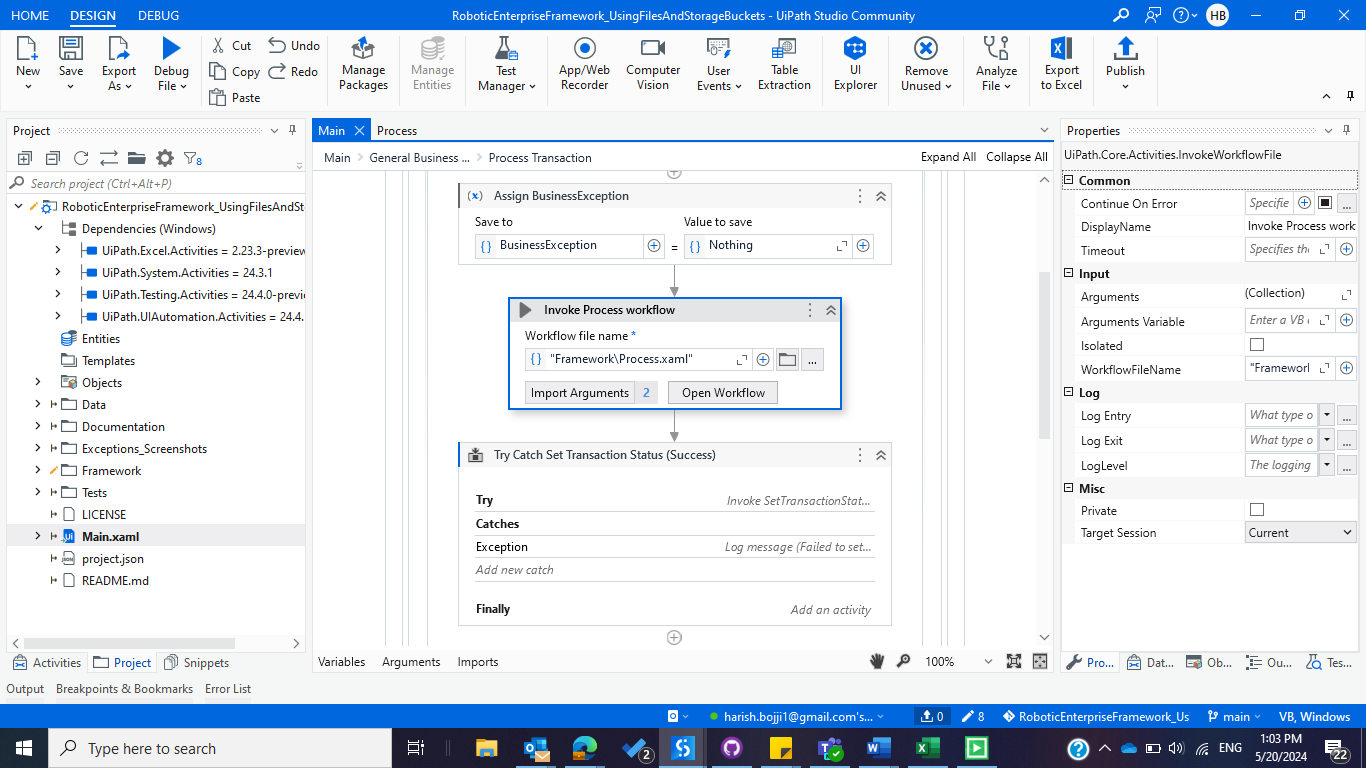 HOME DESIGN DEBUG RoboticEnterpriseFramework_UsingFilesAndStorageBuckets - UiPath Studio Community HB
New Save Export As Debug File Cut Copy Paste Undo Redo Manage Packages Manage Entities Test Manager App/Web Recorder Computer Vision User Events Table Extraction UI Explorer Remove Unused Analyze File Export to Excel Publish
Project
Search project (Ctrl+Alt+P)
RoboticEnterpriseFramework_UsingFilesAndSto
Dependencies (Windows)
UiPath.Excel.Activities = 2.23.3-preview
UiPath.System.Activities = 24.3.1
UiPath.Testing.Activities = 24.4.0-previe
UiPath.UIAutomation.Activities = 24.4.
Entities
Templates
Objects
Data
Documentation
Exceptions_Screenshots
Framework
Tests
LICENSE
Main.xaml
project.json
README.md
Activities Project Snippets
Main Process
Main General Business ... Process Transaction Expand All Collapse All
Assign BusinessException
Save to Value to save
BusinessException = Nothing
Invoke Process workflow
Workflow file name *
"Framework\Process.xaml" ...
Import Arguments 2 Open Workflow
Try Catch Set Transaction Status (Success)
Try Invoke SetTransactionStat...
Catches
Exception Log message (Failed to set...
Add new catch
Finally Add an activity
Variables Arguments Imports 100%
Properties
UiPath.Core.Activities.InvokeWorkflowFile
Common
Continue On Error Specifie ...
DisplayName Invoke Process work
Timeout Specifies the
Input
Arguments (Collection)
Arguments Variable Enter a VB e
Isolated
WorkflowFileName "Framework
Log
Log Entry What type o ...
Log Exit What type o ...
LogLevel The logging ...
Misc
Private
Target Session Current
Pro... Dat... Ob... Ou... Tes...
Output Breakpoints & Bookmarks Error List
harish.bojji1@gmail.com's... 0 8 RoboticEnterpriseFramework_Us main VB, Windows
Type here to search 2 ENG 1:03 PM
5/20/2024 22